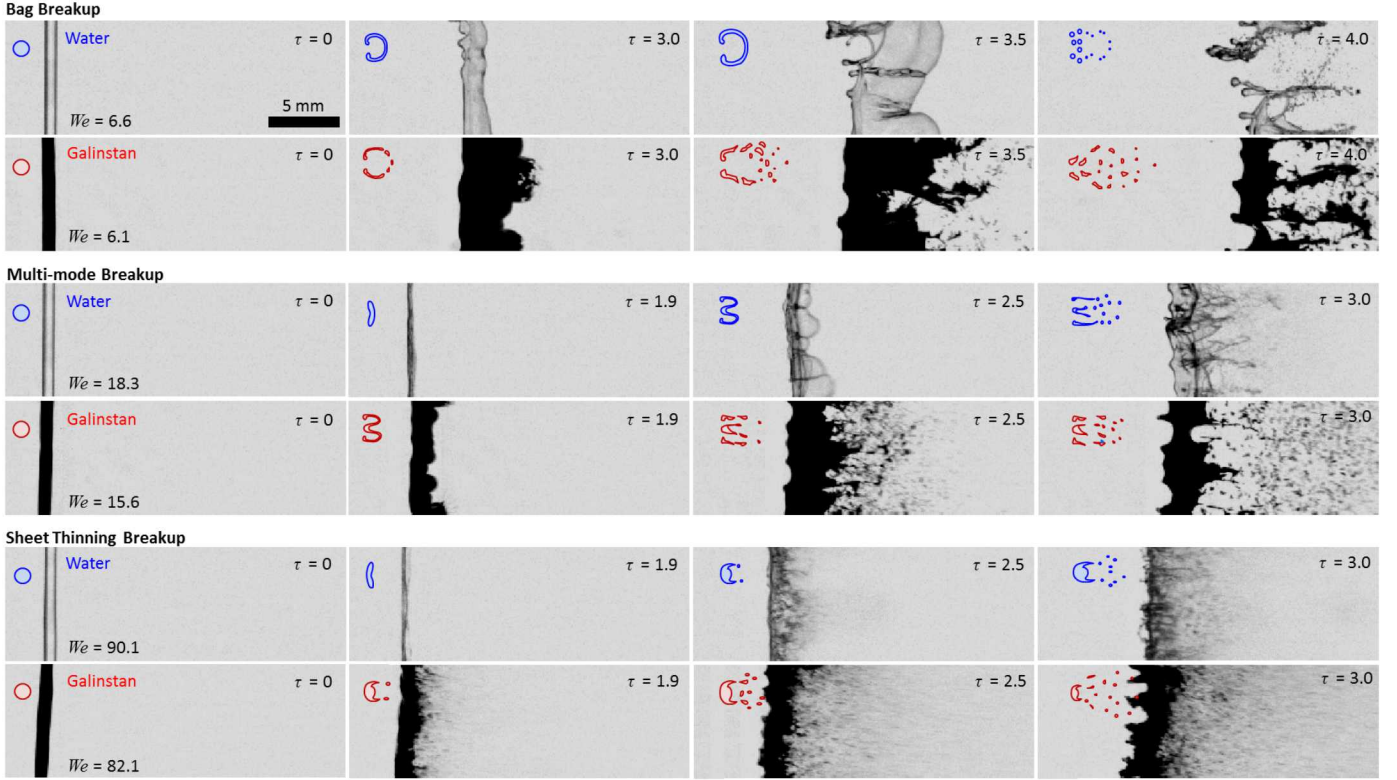 Bag Breakup
Water τ = 0 τ = 3.0 τ = 3.5 τ = 4.0
5 mm
We = 6.6
Galinstan τ = 0 τ = 3.0 τ = 3.5 τ = 4.0
We = 6.1
Multi-mode Breakup
Water τ = 0 τ = 1.9 τ = 2.5 τ = 3.0
We = 18.3
Galinstan τ = 0 τ = 1.9 τ = 2.5 τ = 3.0
We = 15.6
Sheet Thinning Breakup
Water τ = 0 τ = 1.9 τ = 2.5 τ = 3.0
We = 90.1
Galinstan τ = 0 τ = 1.9 τ = 2.5 τ = 3.0
We = 82.1